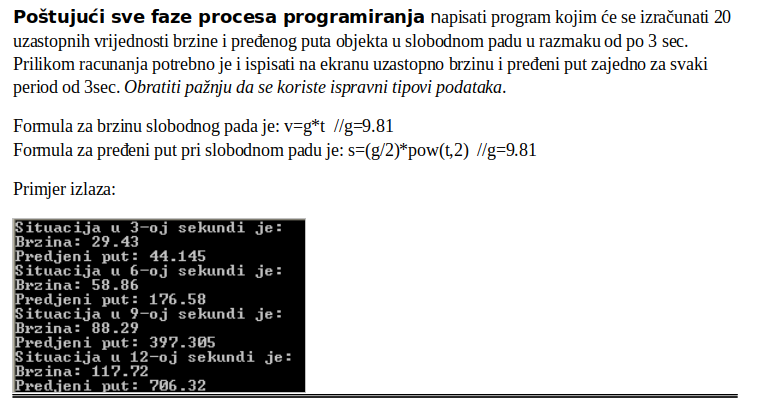 Poštujući sve faze procesa programiranja napisati program kojim će se izračunati 20
uzastopnih vrijednosti brzine i pređenog puta objekta u slobodnom padu u razmaku od po 3 sec.
Prilikom racunanja potrebno je i ispisati na ekranu uzastopno brzinu i pređeni put zajedno za svaki
period od 3sec. Obratiti pažnju da se koriste ispravni tipovi podataka.
Formula za brzinu slobodnog pada je: v=g*t //g=9.81
Formula za pređeni put pri slobodnom padu je: s=(g/2)*pow(t,2) //g=9.81
Primjer izlaza:
Situacija u 3-oj sekundi je:
Brzina: 29.43
Predjeni put: 44.145
Situacija u 6-oj sekundi je:
Brzina: 58.86
Predjeni put: 176.58
Situacija u 9-oj sekundi je:
Brzina: 88.29
Predjeni put: 397.305
Situacija u 12-oj sekundi je:
Brzina: 117.72
Predjeni put: 706.32